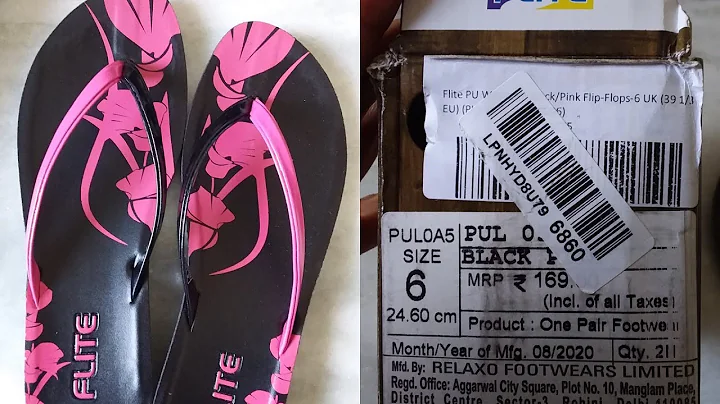 FLITE
FLITE
Flite PU Flip-Flops-6 UK (39 1/3
EU)
LPNHYD8U79 6860
PUL0A5
SIZE
6
24.60 cm
PUL
BLACK
MRP ₹ 169.
(Incl. of all Taxes
Product : One Pair Footwe
Month/Year of Mfg. 08/2020 Qty. 2
Mfd. By: RELAXO FOOTWEARS LIMITED
Regd. Office: Aggarwal City Square, Plot No. 10, Manglam Place,
District Centre, Sector-3, Rohini, Delhi-110085